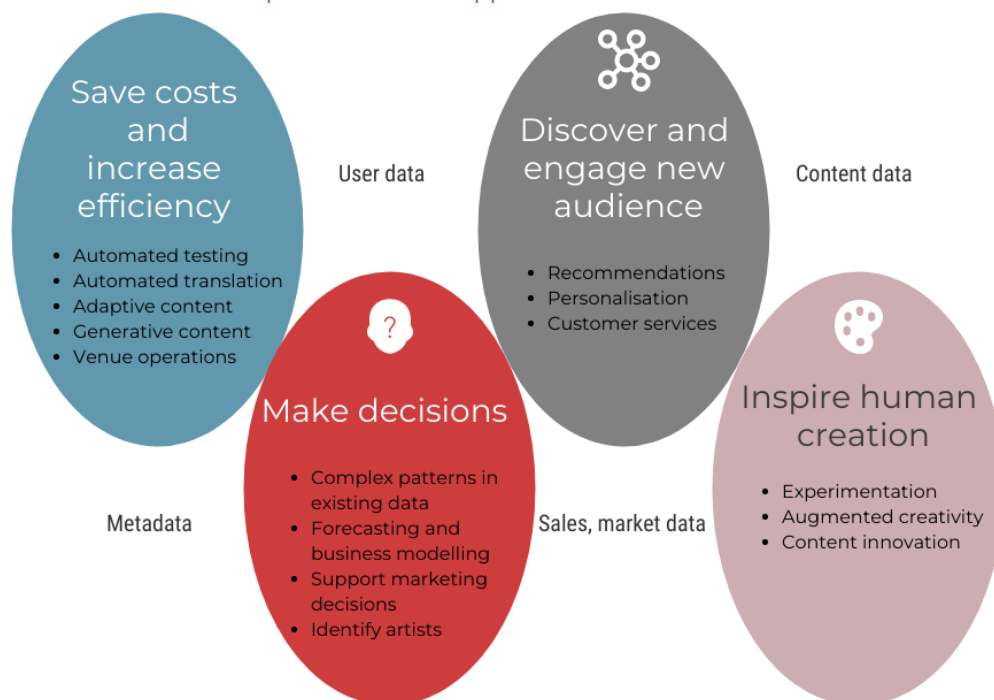 Save costs
and
increase
efficiency
• Automated testing
• Automated translation
• Adaptive content
• Generative content
• Venue operations
User data
Discover and
engage new
audience
• Recommendations
• Personalisation
• Customer services
Content data
?
Make decisions
• Complex patterns in
existing data
• Forecasting and
business modelling
• Support marketing
decisions
• Identify artists
Metadata
Sales, market data
Inspire human
creation
• Experimentation
• Augmented creativity
• Content innovation